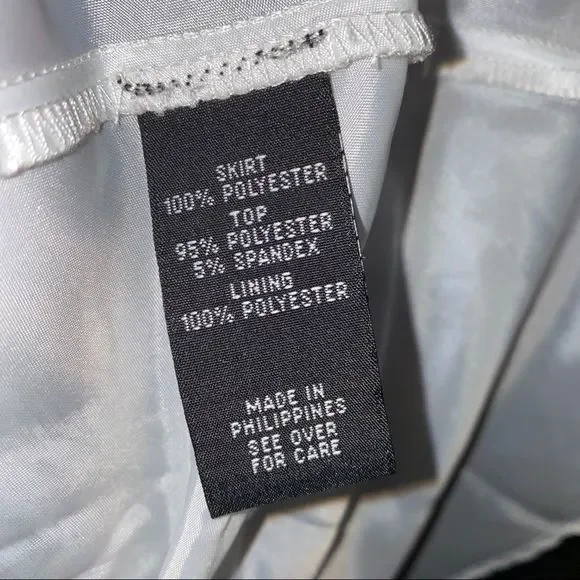 SKIRT
100% POLYESTER
TOP
95% POLYESTER
5% SPANDEX
LINING
100% POLYESTER
MADE IN
PHILIPPINES
SEE OVER
FOR CARE